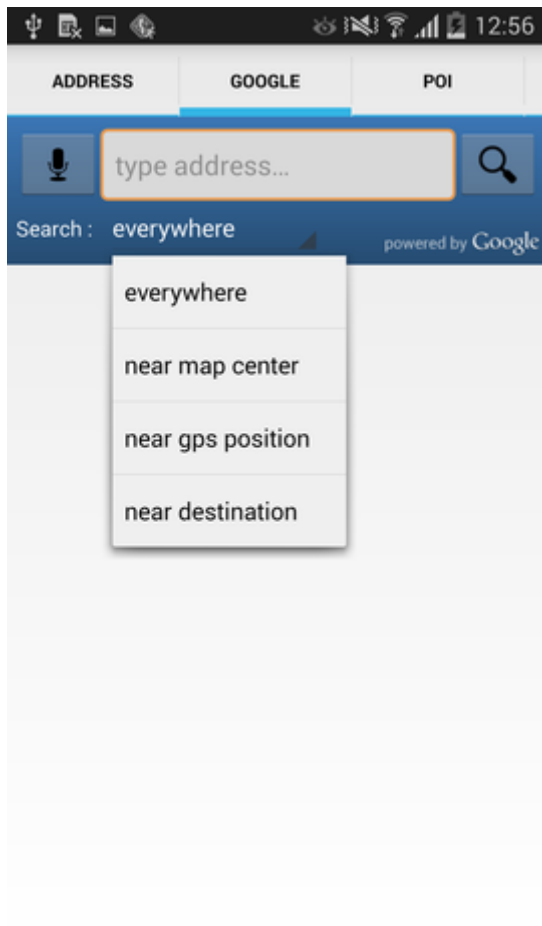 12:56
ADDRESS GOOGLE POI
type address...
Search : everywhere powered by Google
everywhere
near map center
near gps position
near destination